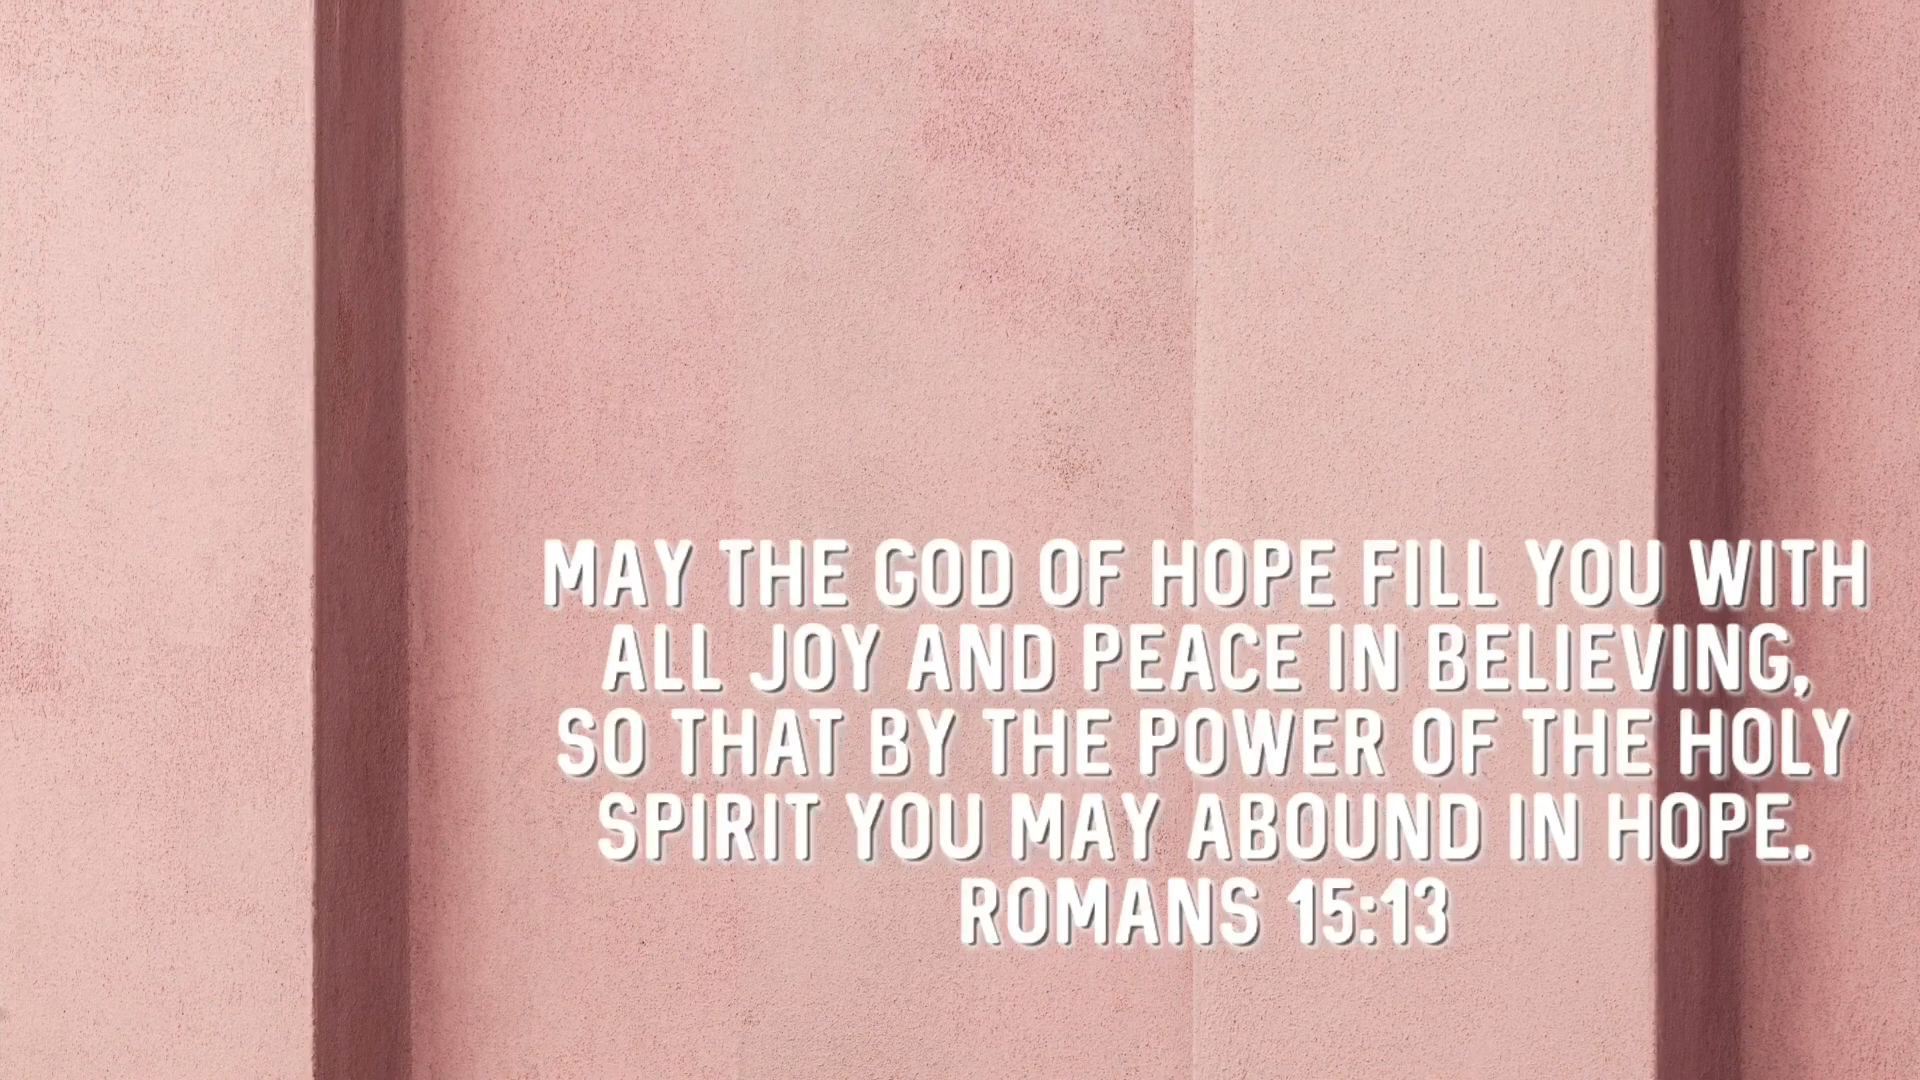 MAY THE GOD OF HOPE FILL YOU WITH
ALL JOY AND PEACE IN BELIEVING,
SO THAT BY THE POWER OF THE HOLY
SPIRIT YOU MAY ABOUND IN HOPE.
ROMANS 15:13